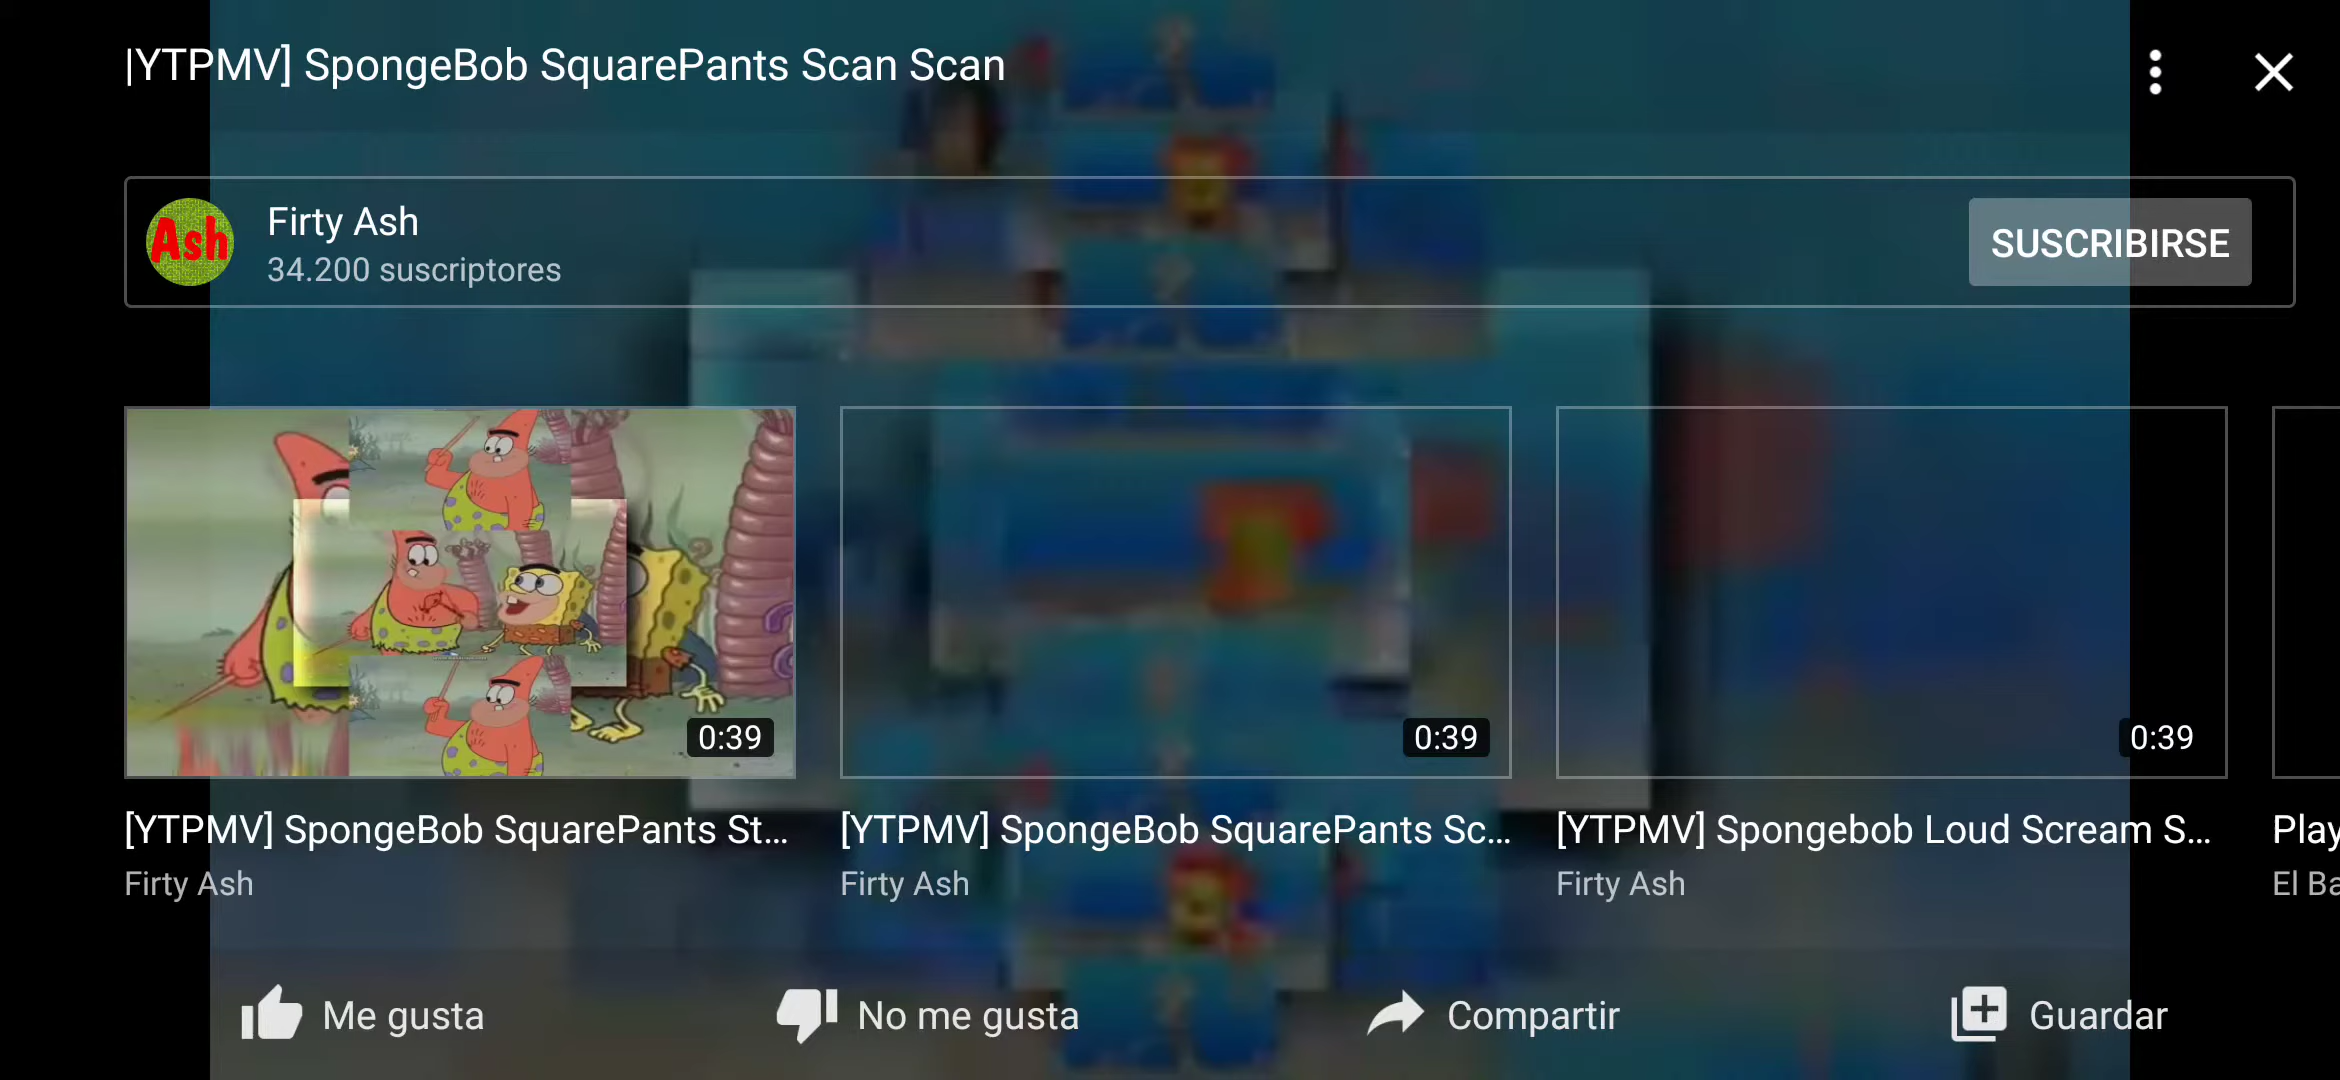 |YTPMV] SpongeBob SquarePants Scan Scan
Ash
Firty Ash
34.200 suscriptores
SUSCRIBIRSE
0:39
0:39
0:39
[YTPMV] SpongeBob SquarePants St...
[YTPMV] SpongeBob SquarePants Sc...
[YTPMV] Spongebob Loud Scream S...
Play
Firty Ash
Firty Ash
Firty Ash
El Ba
Me gusta
No me gusta
Compartir
Guardar